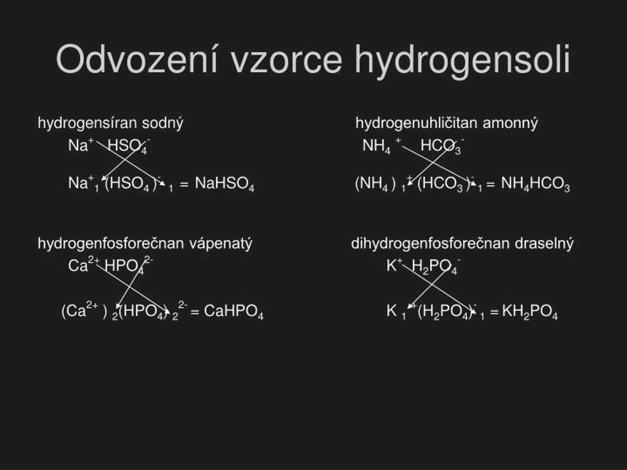 Odvození vzorce hydrogensoli
hydrogensíran sodný
Na⁺ HSO₄⁻
Na⁺₁ (HSO₄)⁻₁ = NaHSO₄
hydrogenuhličitan amonný
NH₄⁺ HCO₃⁻
(NH₄)₁⁺ (HCO₃)⁻₁ = NH₄HCO₃
hydrogenfosforečnan vápenatý
Ca²⁺ HPO₄²⁻
(Ca²⁺)₂(HPO₄)₂²⁻ = CaHPO₄
dihydrogenfosforečnan draselný
K⁺ H₂PO₄⁻
K₁⁺(H₂PO₄)⁻₁ = KH₂PO₄